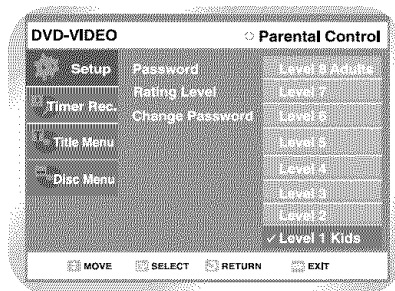 DVD-VIDEO
Parental Control
Setup
Timer Rec.
Title Menu
Disc Menu
Password
Rating Level
Change Password
Level 8 Adults
Level 7
Level 6
Level 5
Level 4
Level 3
Level 2
✓ Level 1 Kids
MOVE SELECT RETURN EXIT